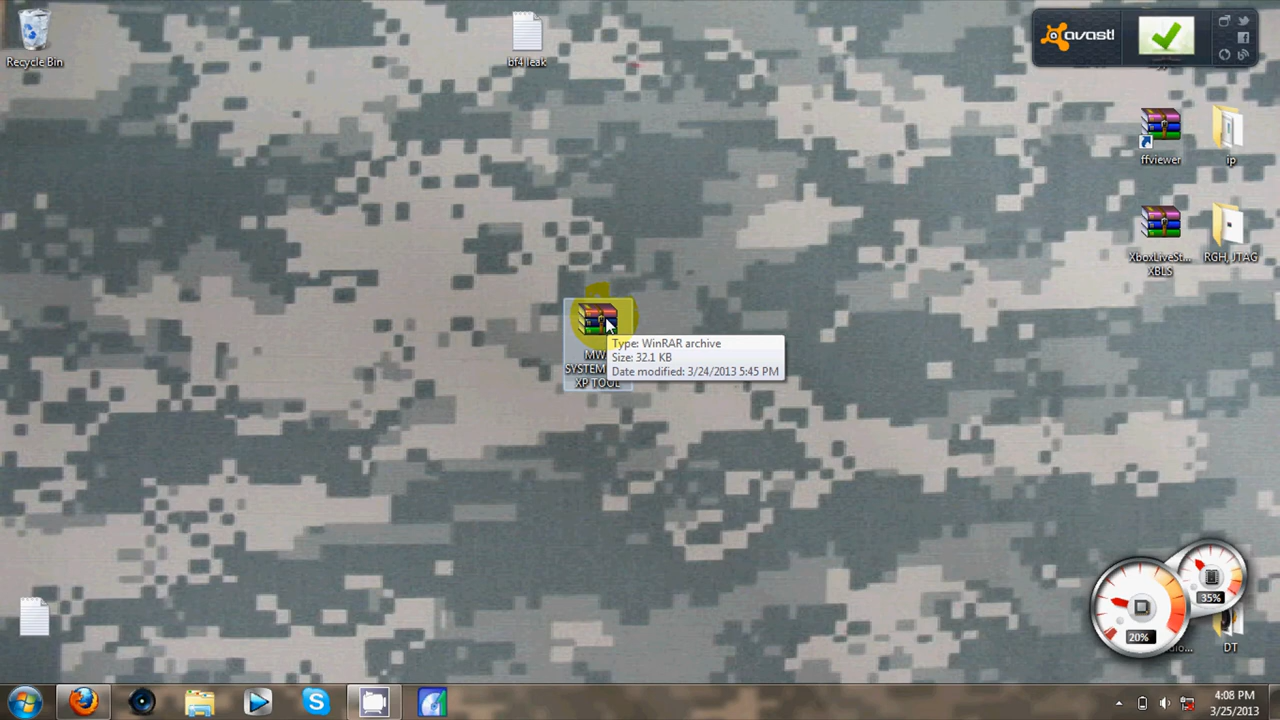 Recycle Bin
bf4 leak
avast!
ffviewer
ip
XboxLiveSt...
XBLS
RGH, JTAG
MW
SYSTEM
XP TOOL
Type: WinRAR archive
Size: 32.1 KB
Date modified: 3/24/2013 5:45 PM
35%
20%
DT
4:08 PM
3/25/2013